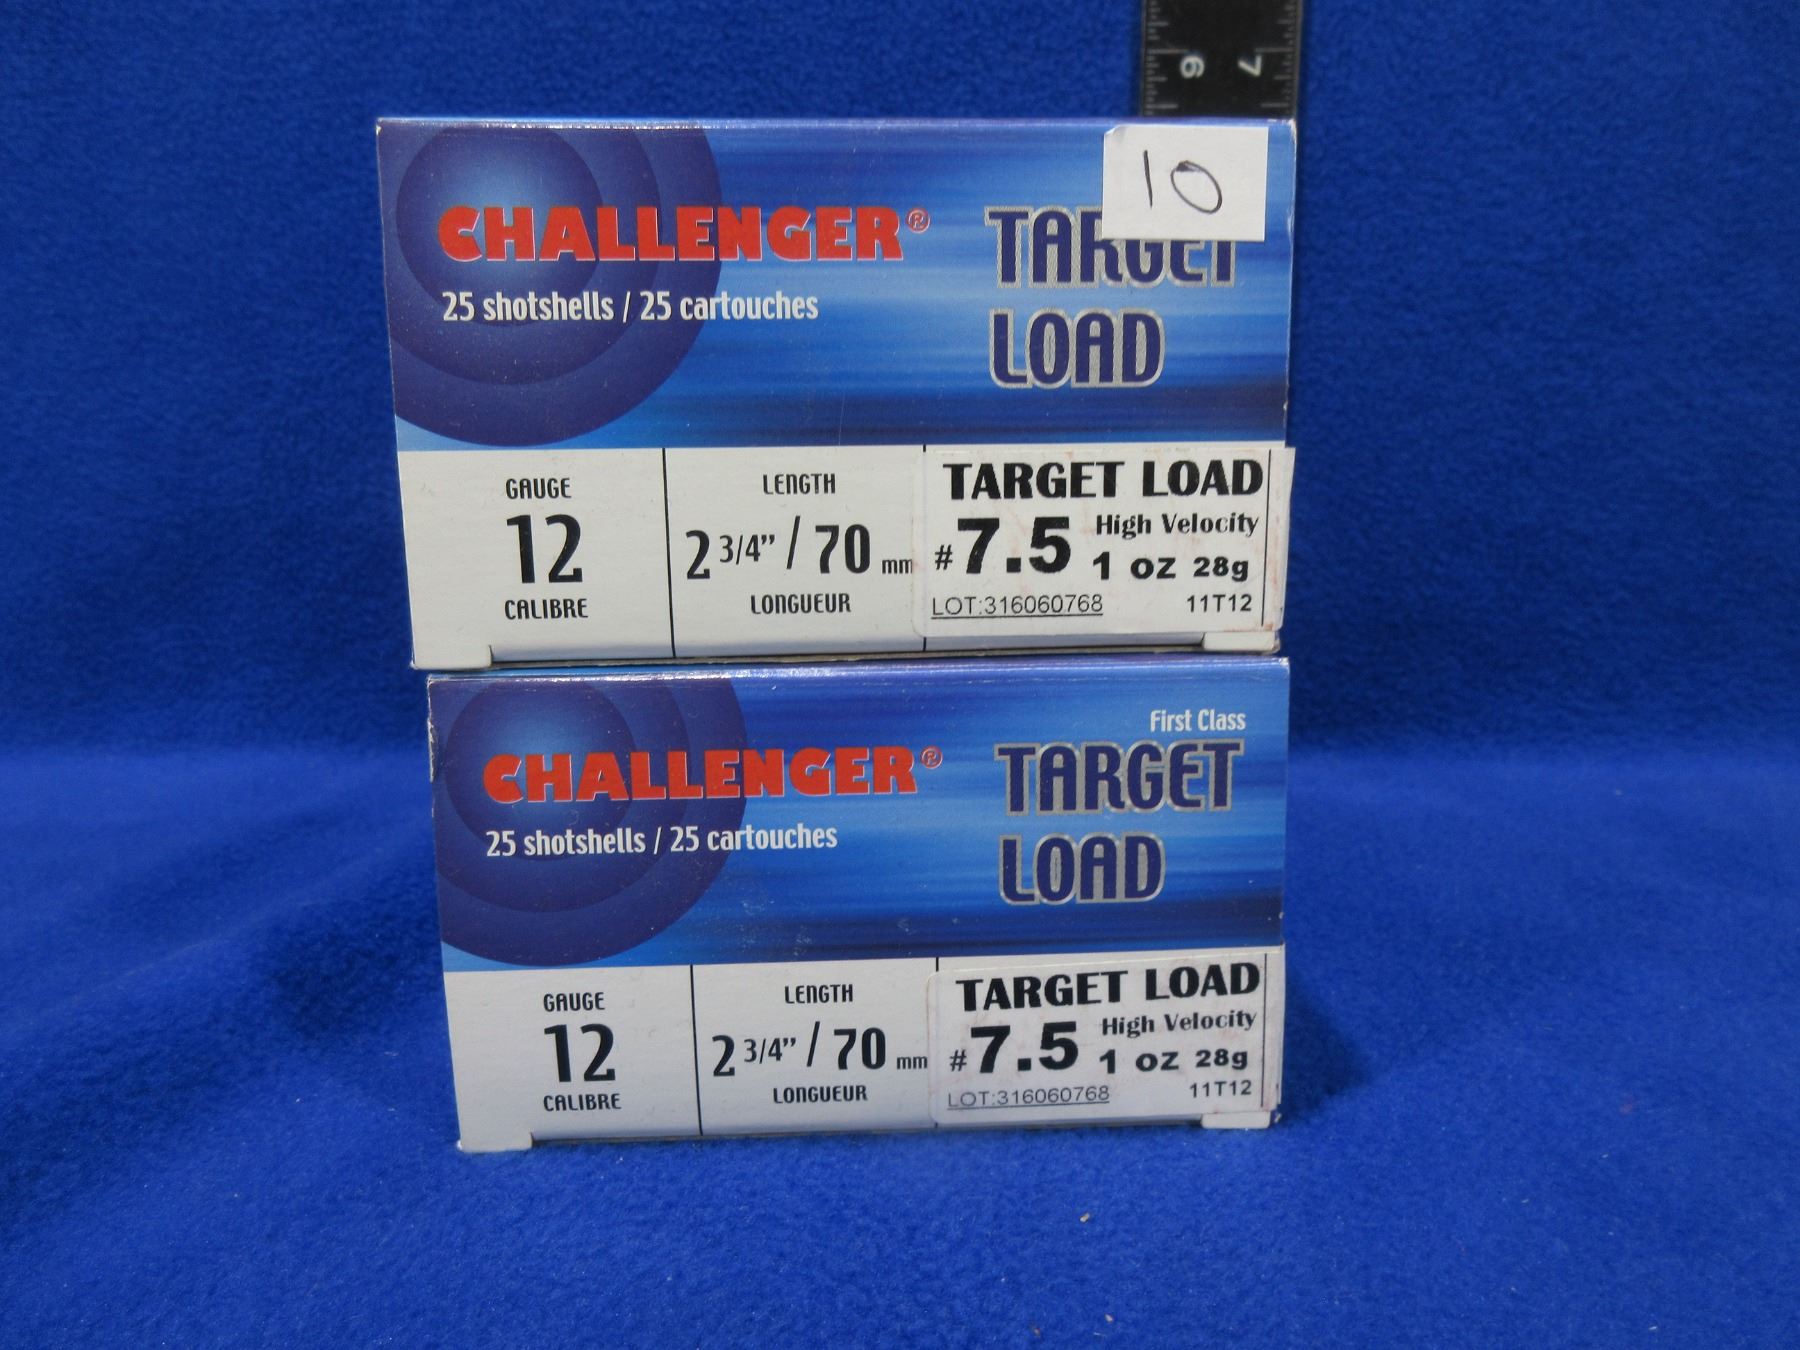 6 7
10
CHALLENGER® TARGET
25 shotshells / 25 cartouches
LOAD
GAUGE
12
CALIBRE
LENGTH
2 3/4" / 70 mm
LONGUEUR
TARGET LOAD
#7.5 High Velocity
1 oz 28g
LOT:316060768 11T12
First Class
CHALLENGER® TARGET
25 shotshells / 25 cartouches
LOAD
GAUGE
12
CALIBRE
LENGTH
2 3/4" / 70 mm
LONGUEUR
TARGET LOAD
#7.5 High Velocity
1 oz 28g
LOT:316060768 11T12